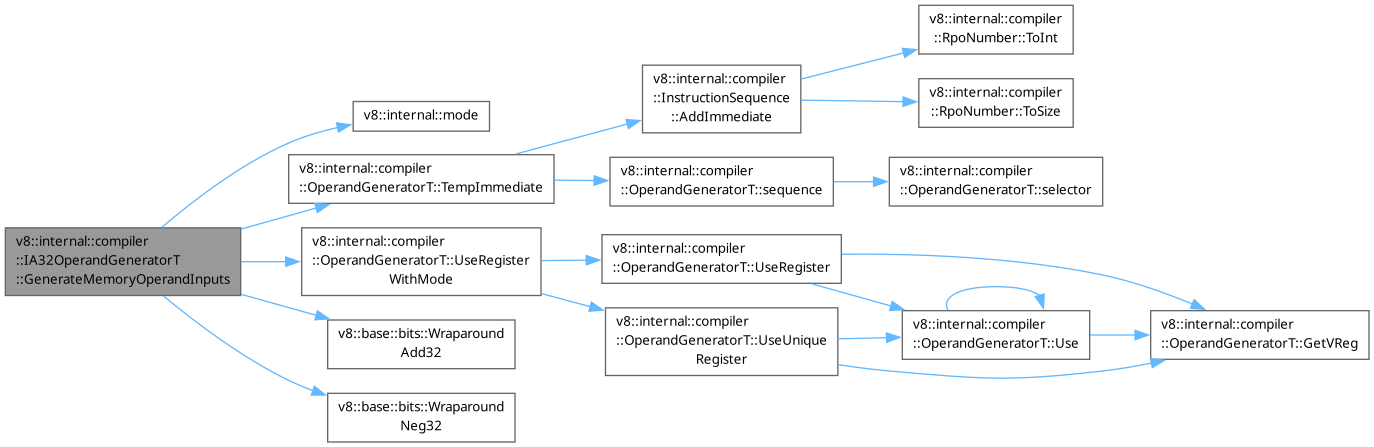 v8::internal::compiler
::IA32OperandGeneratorT
::GenerateMemoryOperandInputs
v8::internal::mode
v8::internal::compiler
::OperandGeneratorT::TempImmediate
v8::internal::compiler
::InstructionSequence
::AddImmediate
v8::internal::compiler
::RpoNumber::ToInt
v8::internal::compiler
::RpoNumber::ToSize
v8::internal::compiler
::OperandGeneratorT::sequence
v8::internal::compiler
::OperandGeneratorT::selector
v8::internal::compiler
::OperandGeneratorT::UseRegister
WithMode
v8::internal::compiler
::OperandGeneratorT::UseRegister
v8::internal::compiler
::OperandGeneratorT::UseUnique
Register
v8::internal::compiler
::OperandGeneratorT::Use
v8::internal::compiler
::OperandGeneratorT::GetVReg
v8::base::bits::Wraparound
Add32
v8::base::bits::Wraparound
Neg32